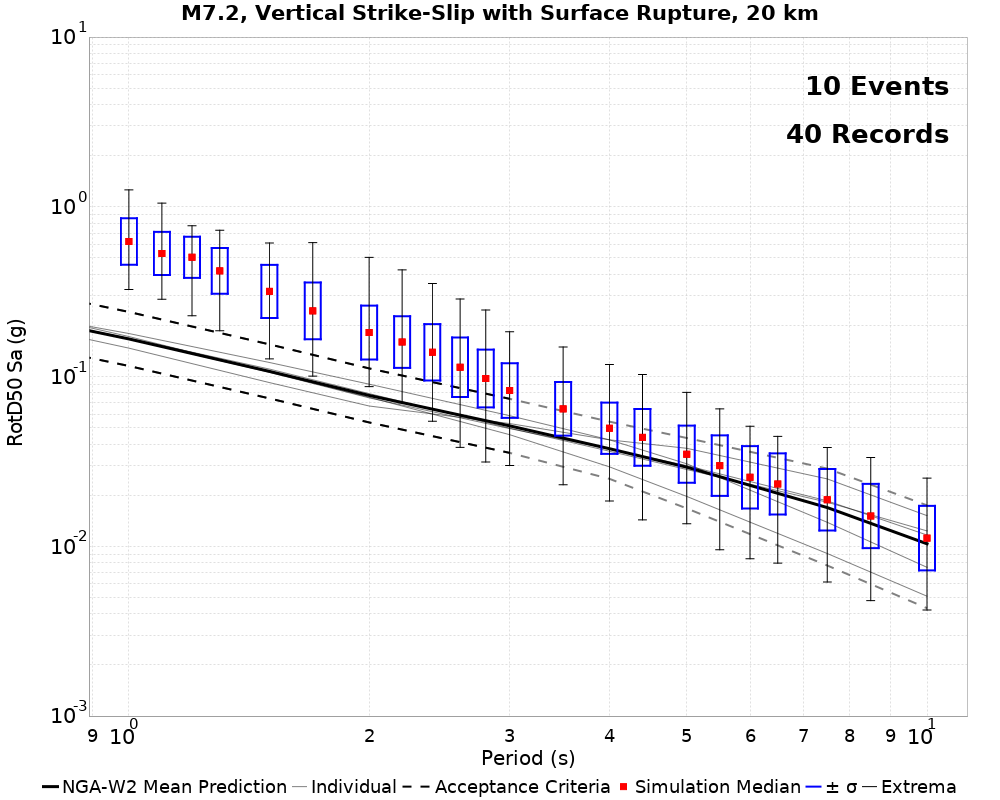 M7.2, Vertical Strike-Slip with Surface Rupture, 20 km
10 Events
40 Records
RotD50 Sa (g)
10^1
10^0
10^-1
10^-2
10^-3
9 10^0 2 3 4 5 6 7 8 9 10^1
Period (s)
NGA-W2 Mean Prediction Individual Acceptance Criteria Simulation Median ± σ Extrema